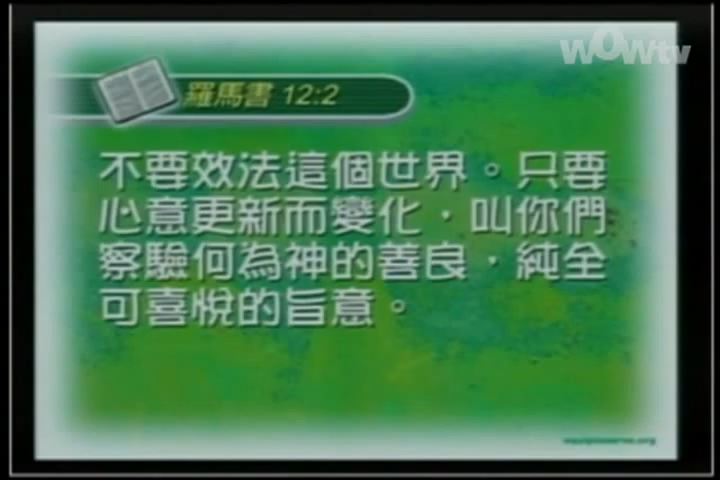 WOWtv
羅馬書 12:2
不要效法這個世界。只要
心意更新而變化，叫你們
察驗何為神的善良，純全
可喜悅的旨意。